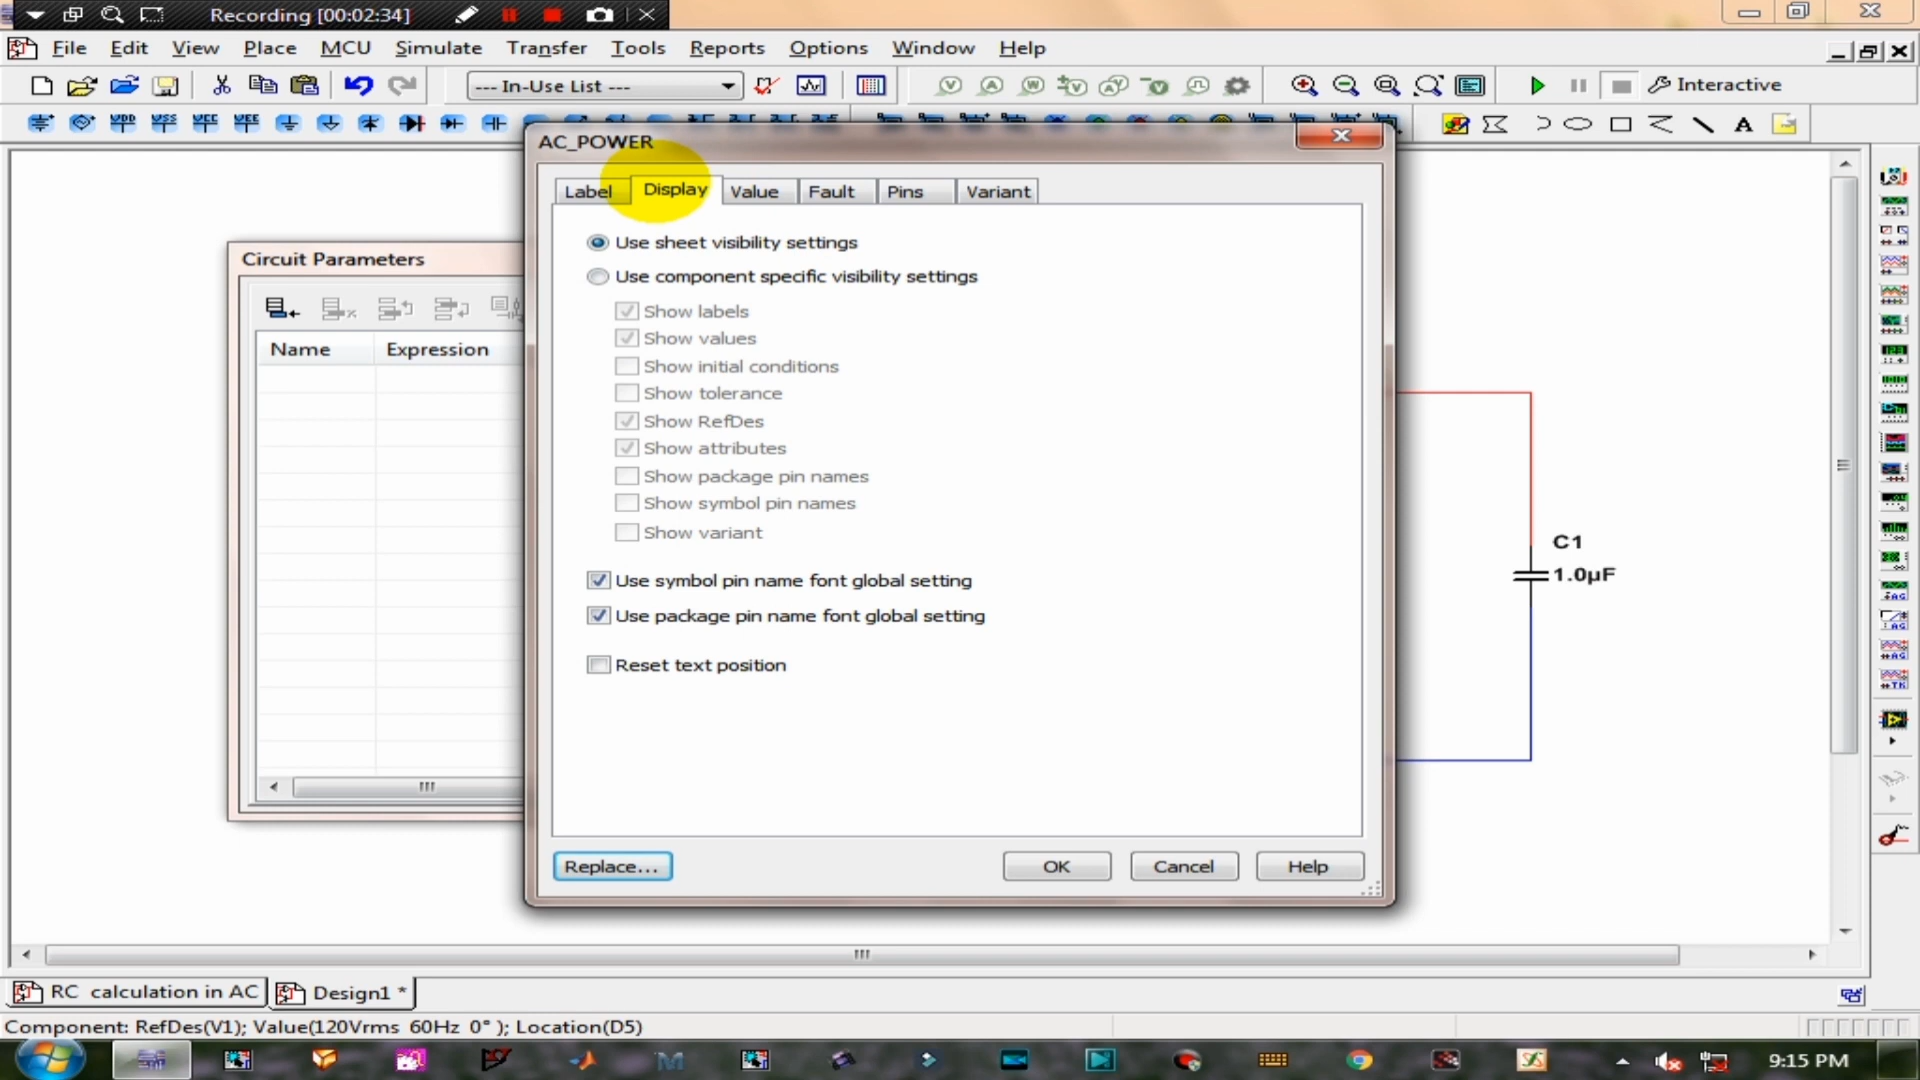 Recording [00:02:34]
File Edit View Place MCU Simulate Transfer Tools Reports Options Window Help
--- In-Use List --- Interactive
AC_POWER
Label Display Value Fault Pins Variant
Use sheet visibility settings
Use component specific visibility settings
Show labels
Show values
Show initial conditions
Show tolerance
Show RefDes
Show attributes
Show package pin names
Show symbol pin names
Show variant
Use symbol pin name font global setting
Use package pin name font global setting
Reset text position
Replace... OK Cancel Help
Circuit Parameters
Name Expression
C1
1.0µF
RC calculation in AC Design1 *
Component: RefDes(V1); Value(120Vrms 60Hz 0° ); Location(D5)
9:15 PM